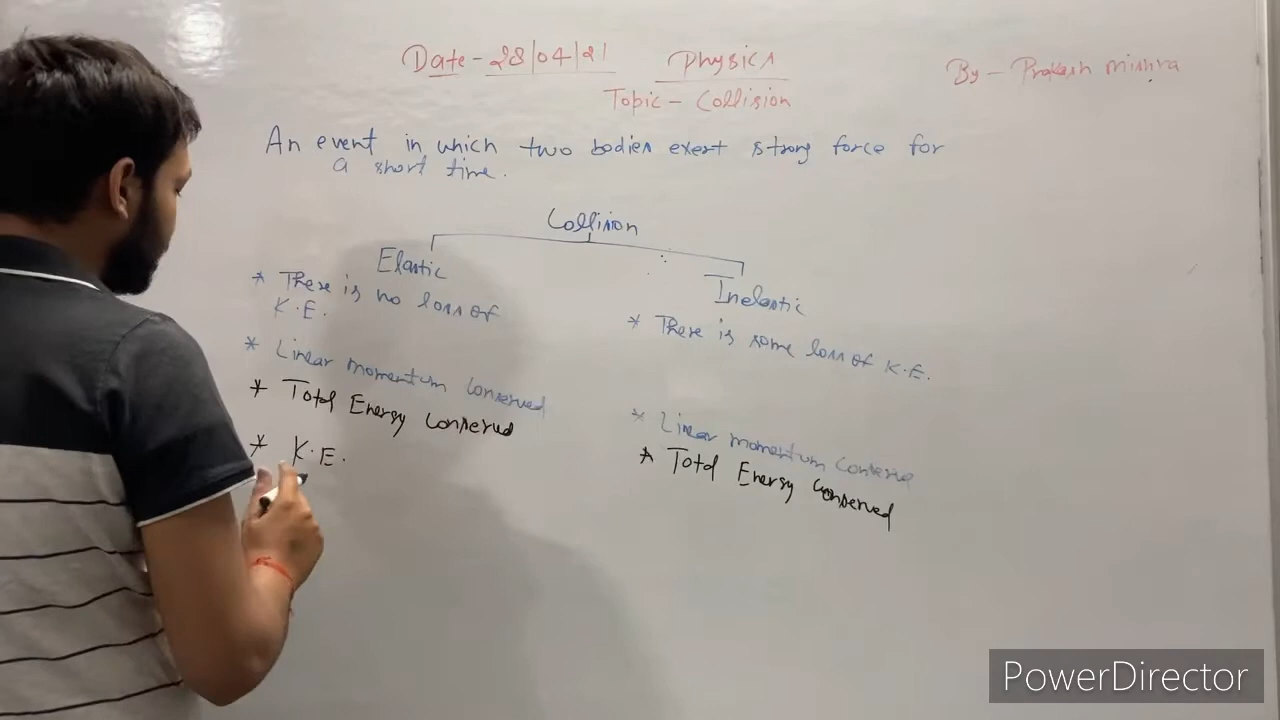 Date - 28/04/21
Physics
By - Prakash Mishra
Topic - Collision
An event in which two bodies exert strong force for
a short time.
Collision
Elastic
* There is no loss of
K.E.
* Linear momentum conserved
* Total Energy conserved
* K.E.
Inelastic
* There is some loss of K.E.
* Linear momentum conserve
* Total Energy conserved
PowerDirector